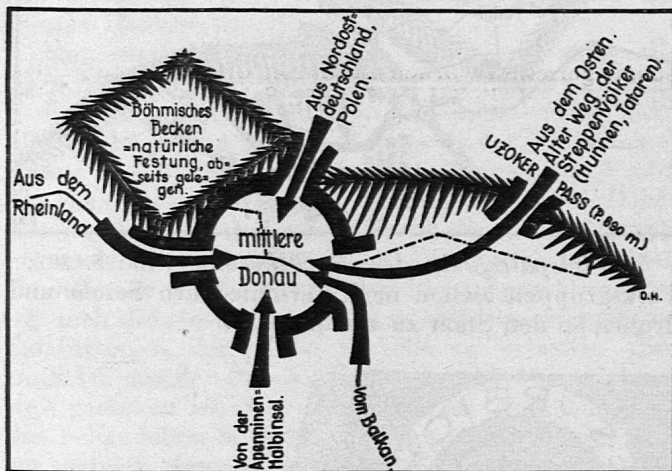 Böhmisches
Becken
=natürliche
Festung, ab=
seits gele=
gen.
Aus Nordost=
deutschland,
Polen.
Aus dem Osten.
Alter Weg der
Steppenvölker
(Hunnen, Tataren).
UZOKER
PASS (P. 890 m.)
Aus dem
Rheinland
mittlere
Donau
Von der
Apenninen=
Halbinsel.
vom Balkan.
O.M.